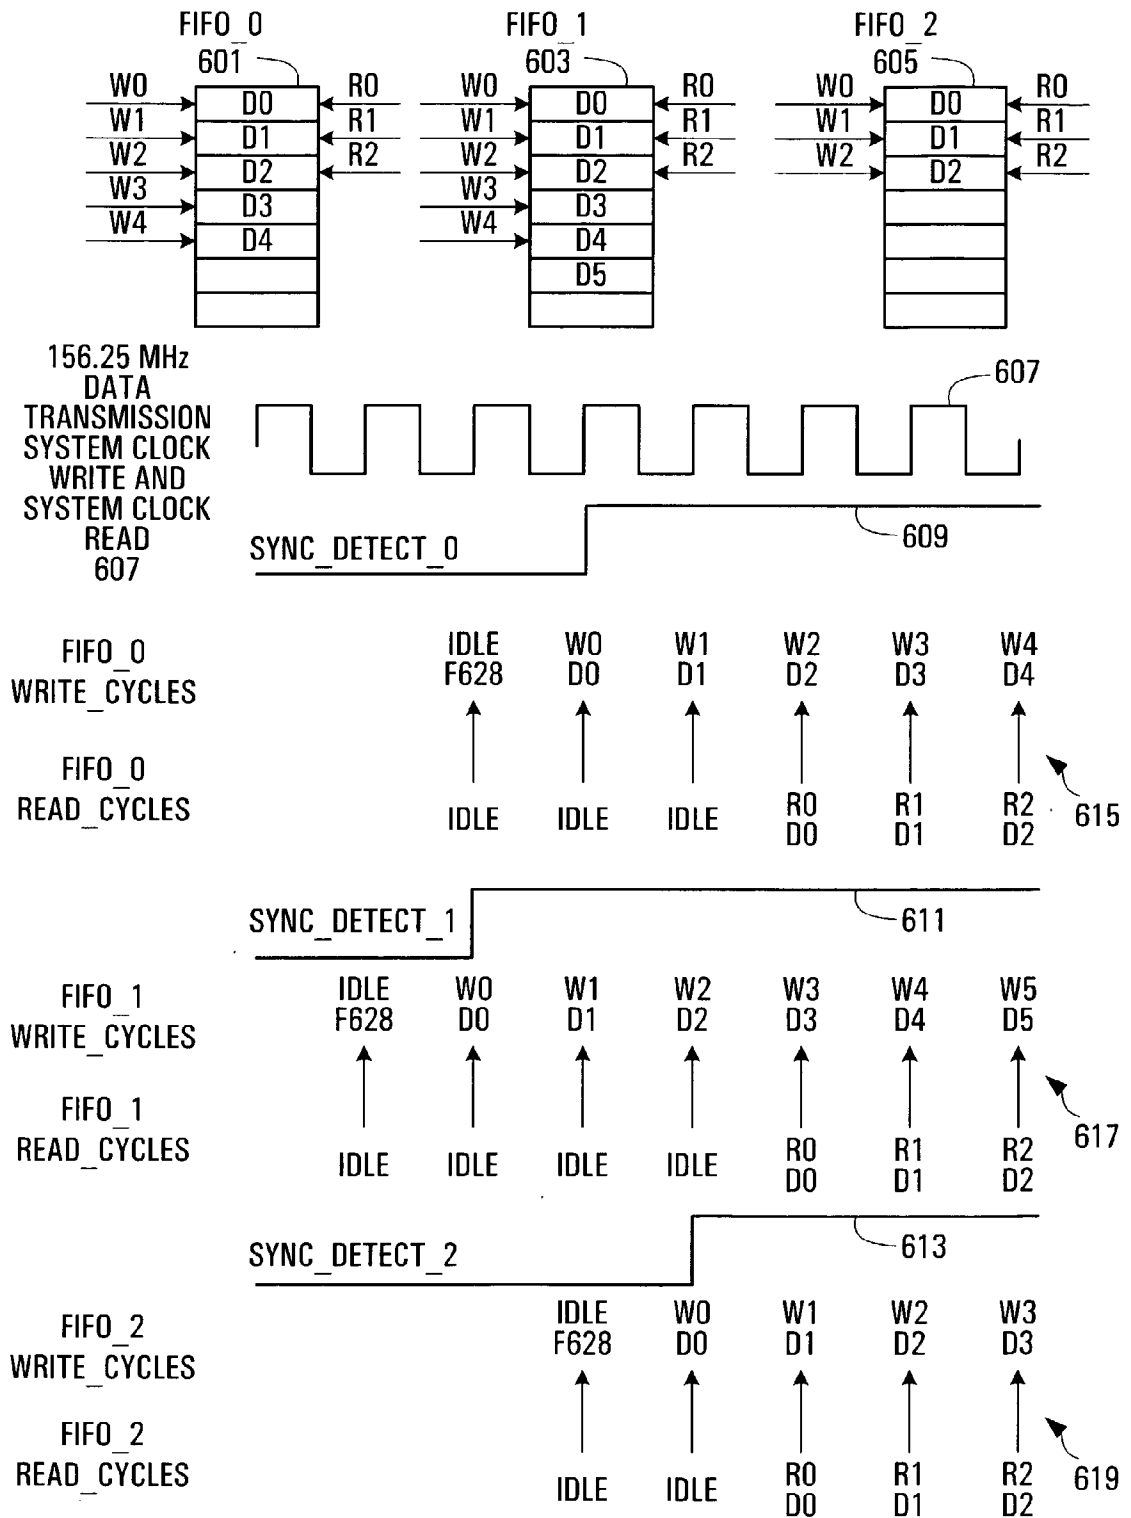 FIFO_0 FIFO_1 FIFO_2
601 603 605
W0 D0 R0 W0 D0 R0 W0 D0 R0
W1 D1 R1 W1 D1 R1 W1 D1 R1
W2 D2 R2 W2 D2 R2 W2 D2 R2
W3 D3 W3 D3
W4 D4 W4 D4
D5
156.25 MHz
DATA
TRANSMISSION
SYSTEM CLOCK
WRITE AND
SYSTEM CLOCK
READ
607
607
SYNC_DETECT_0
609
FIFO_0
WRITE_CYCLES
IDLE W0 W1 W2 W3 W4
F628 D0 D1 D2 D3 D4
FIFO_0
READ_CYCLES
IDLE IDLE IDLE R0 R1 R2
D0 D1 D2
615
SYNC_DETECT_1
611
FIFO_1
WRITE_CYCLES
IDLE W0 W1 W2 W3 W4 W5
F628 D0 D1 D2 D3 D4 D5
FIFO_1
READ_CYCLES
IDLE IDLE IDLE IDLE R0 R1 R2
D0 D1 D2
617
SYNC_DETECT_2
613
FIFO_2
WRITE_CYCLES
IDLE W0 W1 W2 W3
F628 D0 D1 D2 D3
FIFO_2
READ_CYCLES
IDLE IDLE R0 R1 R2
D0 D1 D2
619